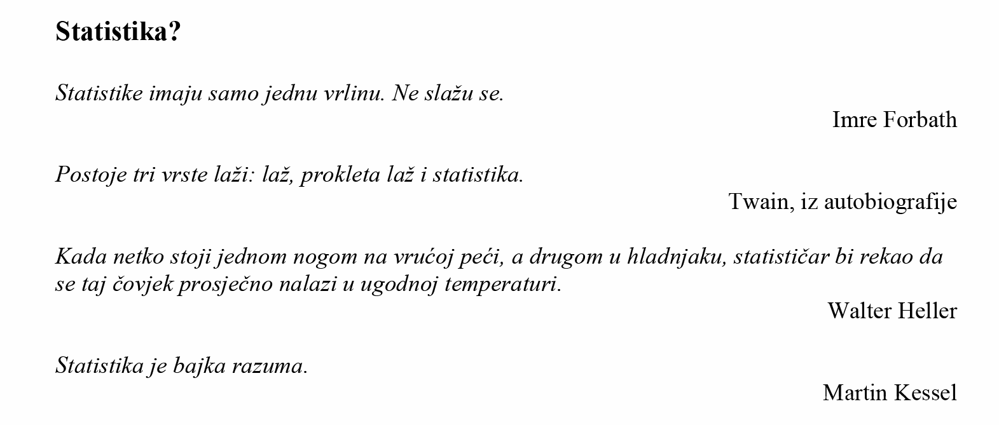 Statistika?
Statistike imaju samo jednu vrlinu. Ne slažu se.
Imre Forbath
Postoje tri vrste laži: laž, prokleta laž i statistika.
Twain, iz autobiografije
Kada netko stoji jednom nogom na vrućoj peći, a drugom u hladnjaku, statističar bi rekao da
se taj čovjek prosječno nalazi u ugodnoj temperaturi.
Walter Heller
Statistika je bajka razuma.
Martin Kessel